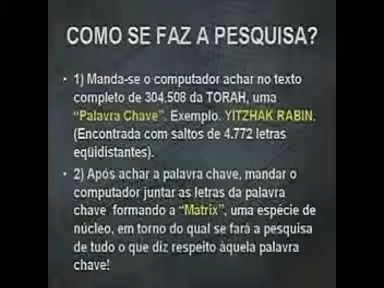 COMO SE FAZ A PESQUISA?
• 1) Manda-se o computador achar no texto
completo de 304.508 da TORAH, uma
“Palavra Chave”. Exemplo. YITZHAK RABIN.
(Encontrada com saltos de 4.772 letras
eqüidistantes).
• 2) Após achar a palavra chave, mandar o
computador juntar as letras da palavra
chave formando a “Matrix”, uma espécie de
núcleo, em torno do qual se fará a pesquisa
de tudo o que diz respeito àquela palavra
chave!